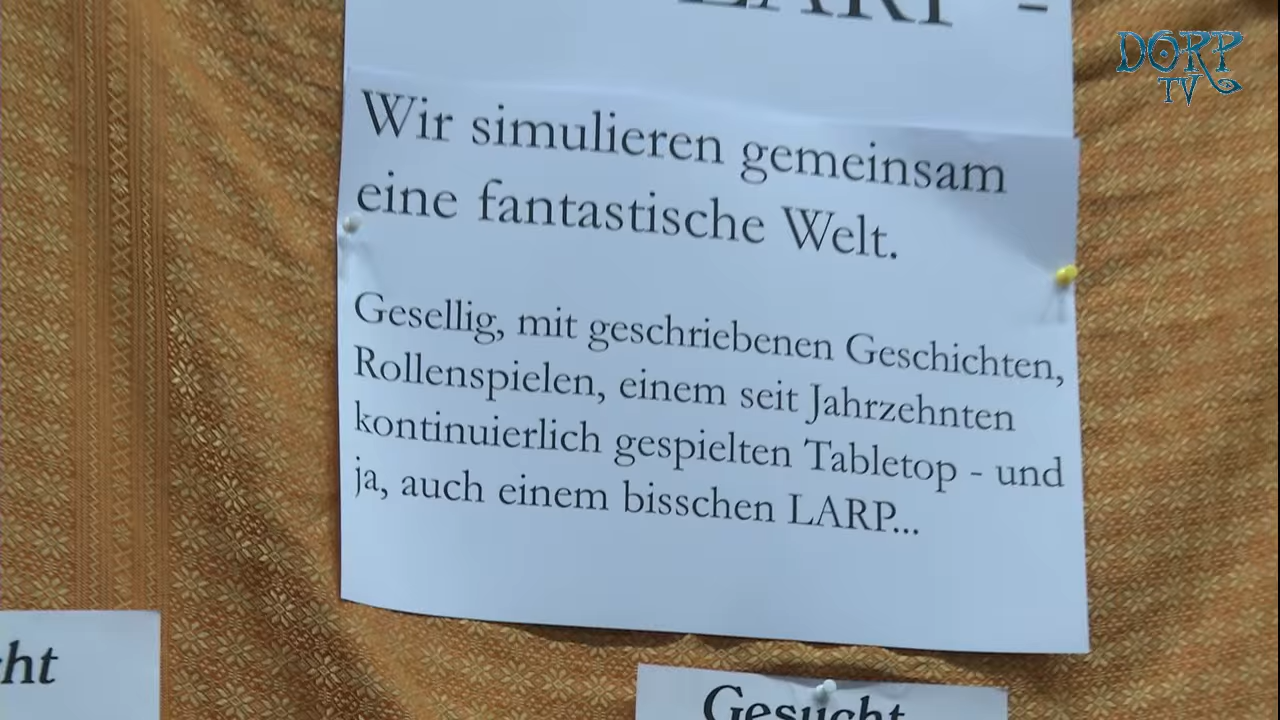 LARP -
DORP
TV
Wir simulieren gemeinsam
eine fantastische Welt.
Gesellig, mit geschriebenen Geschichten,
Rollenspielen, einem seit Jahrzehnten
kontinuierlich gespielten Tabletop - und
ja, auch einem bisschen LARP...
Gesucht